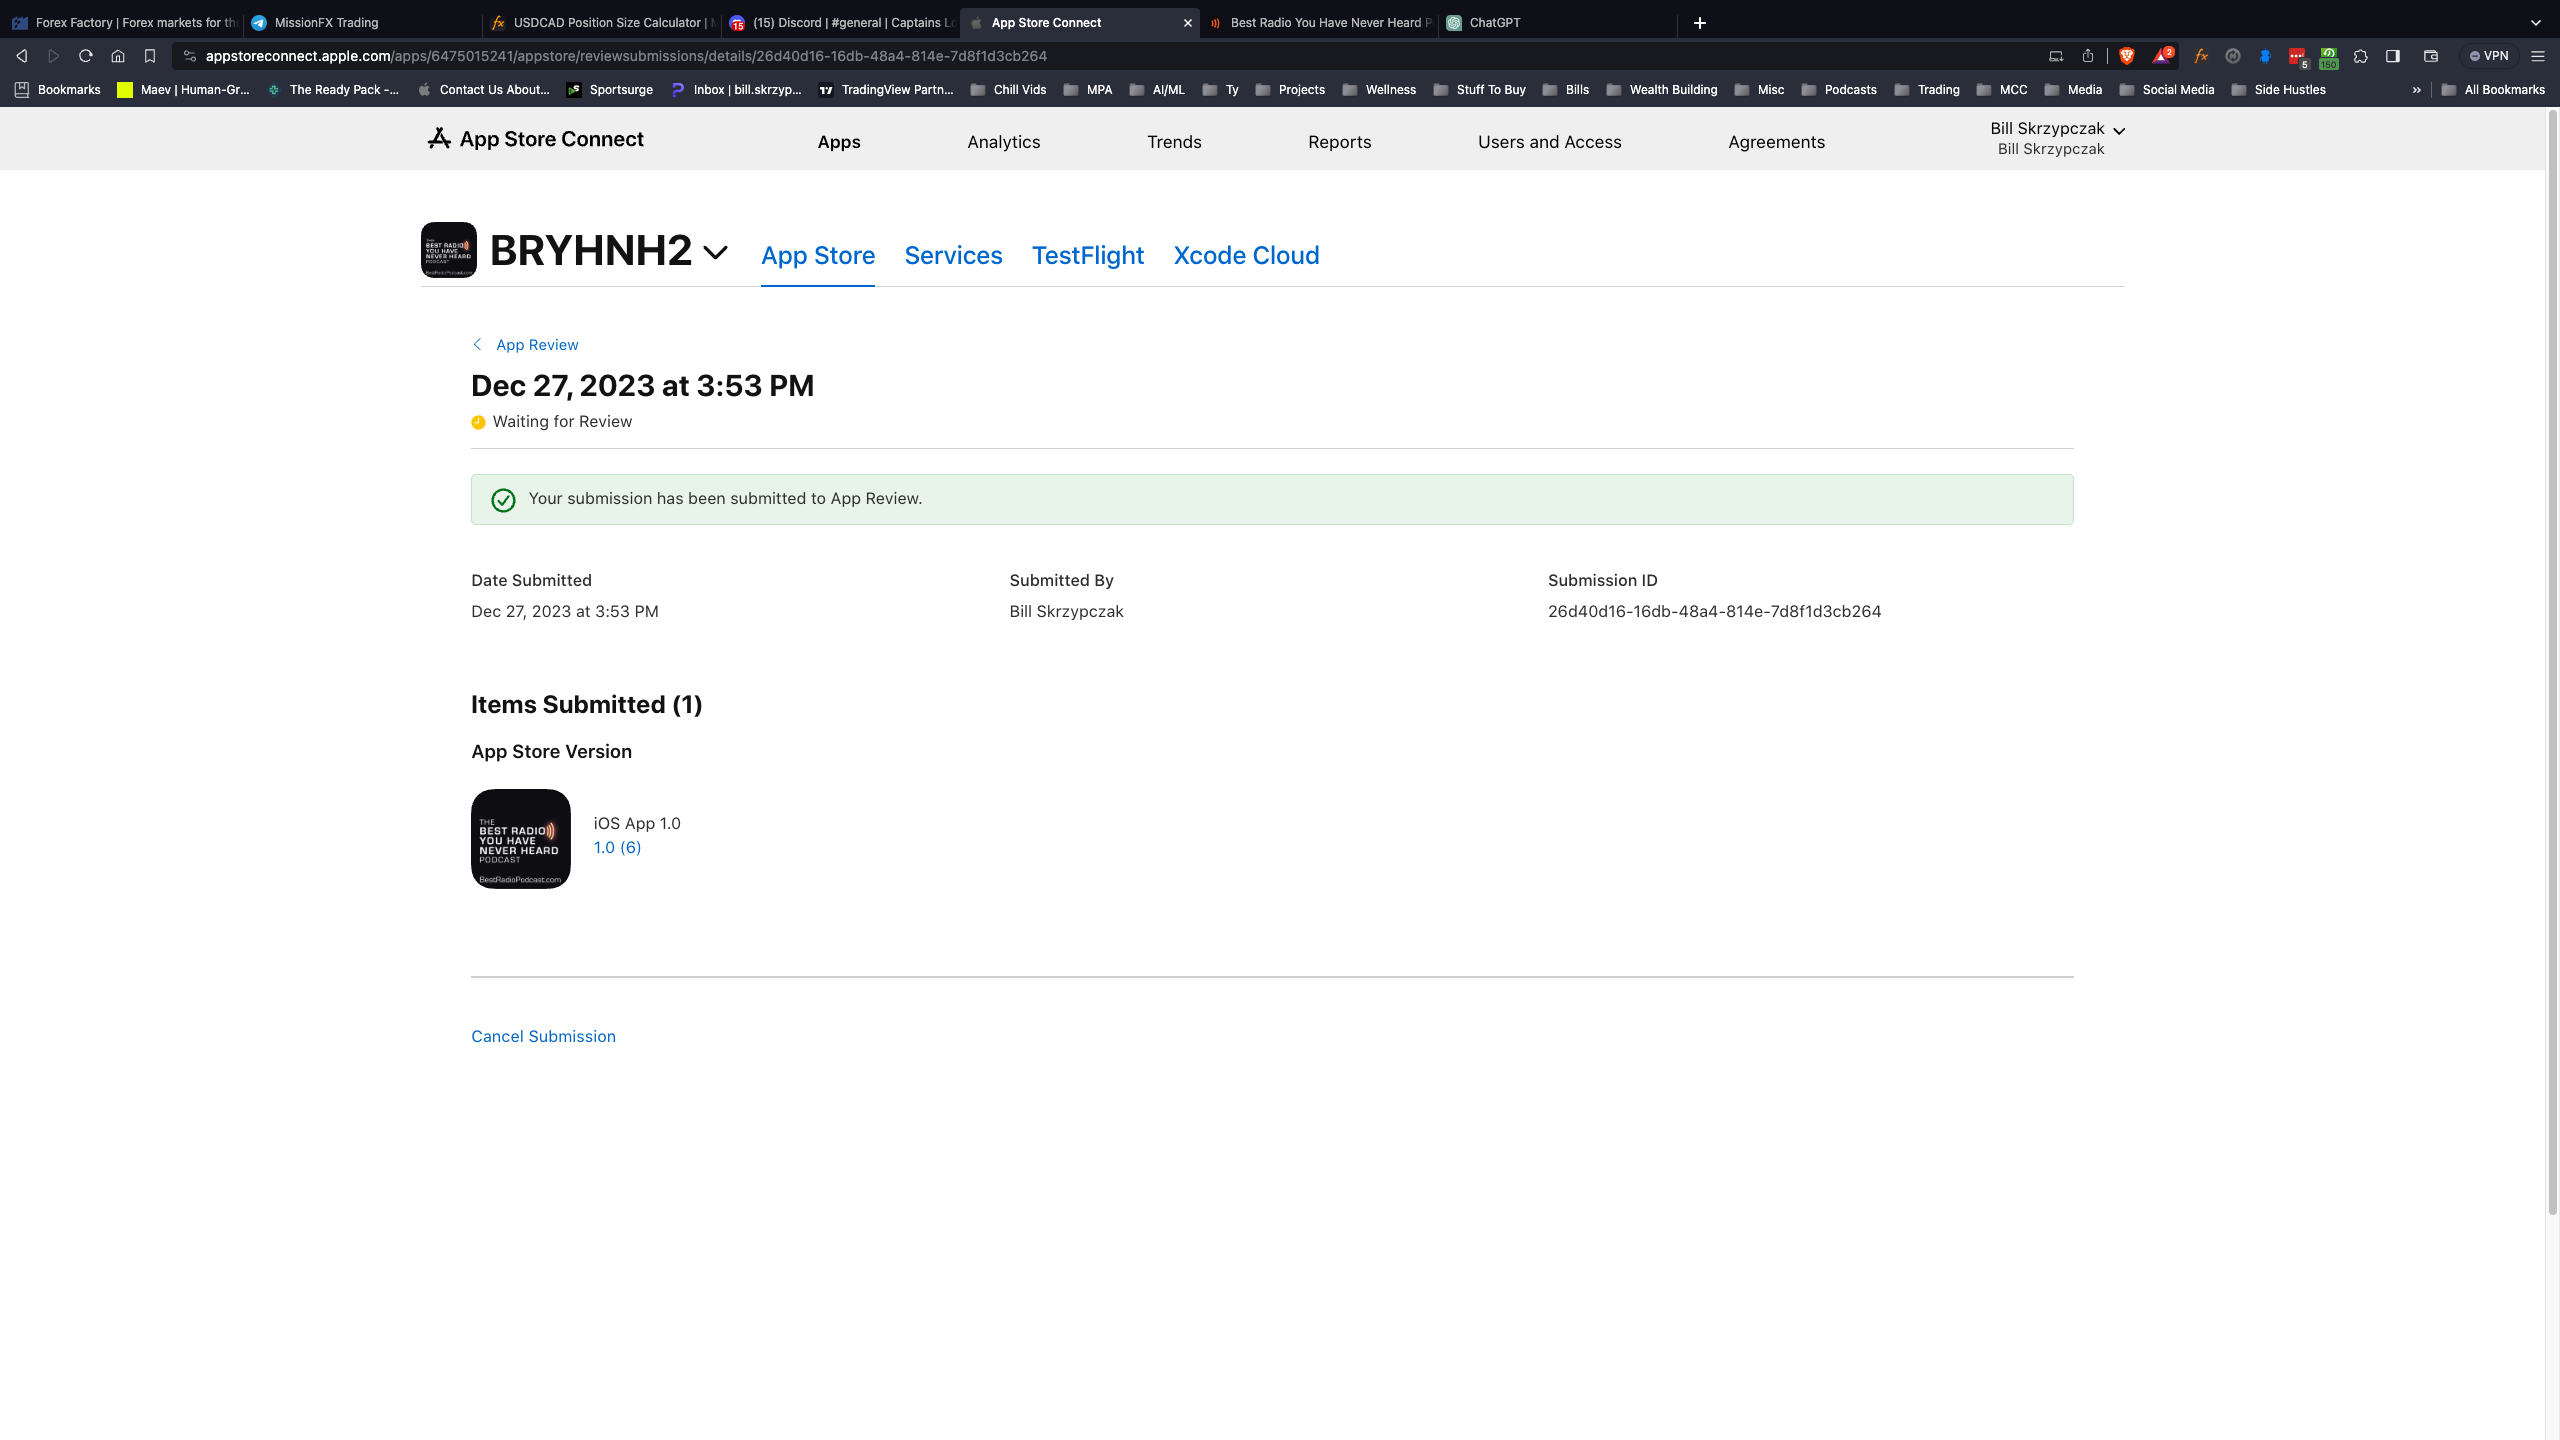 Forex Factory | Forex markets for th
MissionFX Trading
USDCAD Position Size Calculator |
(15) Discord | #general | Captains Lo
App Store Connect
Best Radio You Have Never Heard P
ChatGPT
appstoreconnect.apple.com/apps/6475015241/appstore/reviewsubmissions/details/26d40d16-16db-48a4-814e-7d8f1d3cb264
2
5
150
VPN
Bookmarks
Maev | Human-Gr...
The Ready Pack -...
Contact Us About...
Sportsurge
Inbox | bill.skrzyp...
TradingView Partn...
Chill Vids
MPA
AI/ML
Ty
Projects
Wellness
Stuff To Buy
Bills
Wealth Building
Misc
Podcasts
Trading
MCC
Media
Social Media
Side Hustles
»
All Bookmarks
App Store Connect
Apps
Analytics
Trends
Reports
Users and Access
Agreements
Bill Skrzypczak
Bill Skrzypczak
BRYHNH2
App Store
Services
TestFlight
Xcode Cloud
App Review
Dec 27, 2023 at 3:53 PM
Waiting for Review
Your submission has been submitted to App Review.
Date Submitted
Submitted By
Submission ID
Dec 27, 2023 at 3:53 PM
Bill Skrzypczak
26d40d16-16db-48a4-814e-7d8f1d3cb264
Items Submitted (1)
App Store Version
THE
BEST RADIO
YOU HAVE
NEVER HEARD
PODCAST
BestRadioPodcast.com
iOS App 1.0
1.0 (6)
Cancel Submission